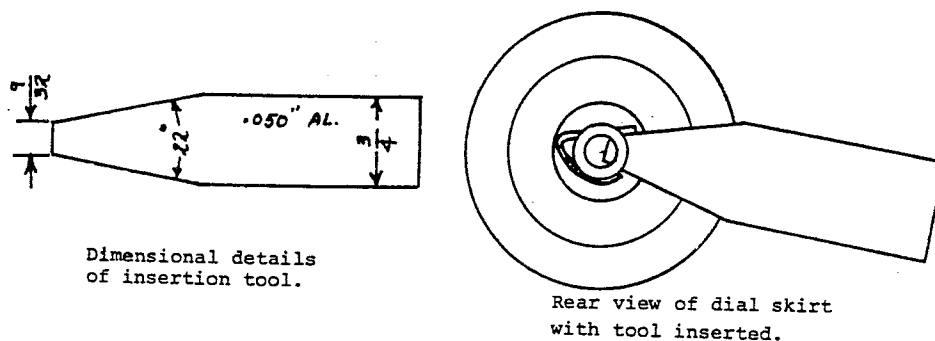 9/32
22°
.050" AL.
3/4
Dimensional details
of insertion tool.
Rear view of dial skirt
with tool inserted.